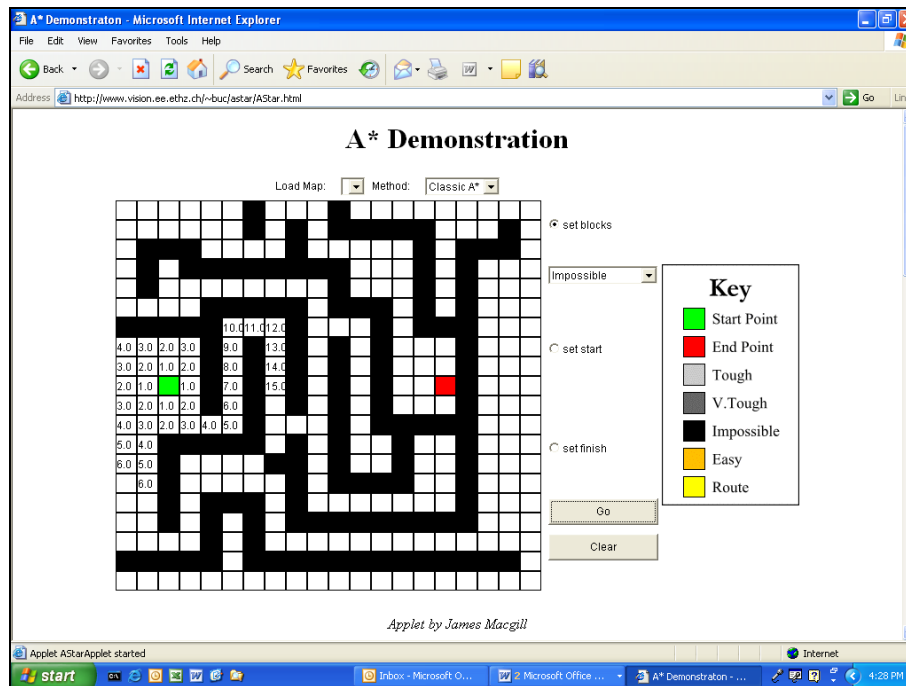 A* Demonstraton - Microsoft Internet Explorer
File Edit View Favorites Tools Help
Back Search Favorites
Address http://www.vision.ee.ethz.ch/~buc/astar/AStar.html Go Lin
A* Demonstration
Load Map: Method: Classic A*
set blocks
Impossible
Key
Start Point
10.0 11.0 12.0
End Point
4.0 3.0 2.0 3.0 9.0 13.0
set start
3.0 2.0 1.0 2.0 8.0 14.0
Tough
2.0 1.0 1.0 7.0 15.0
V.Tough
3.0 2.0 1.0 2.0 6.0
4.0 3.0 2.0 3.0 4.0 5.0
Impossible
5.0 4.0
set finish
Easy
6.0 5.0
6.0
Route
Go
Clear
Applet by James Macgill
Applet AStarApplet started Internet
start Inbox - Microsoft O... 2 Microsoft Office ... A* Demonstraton - ... 4:28 PM